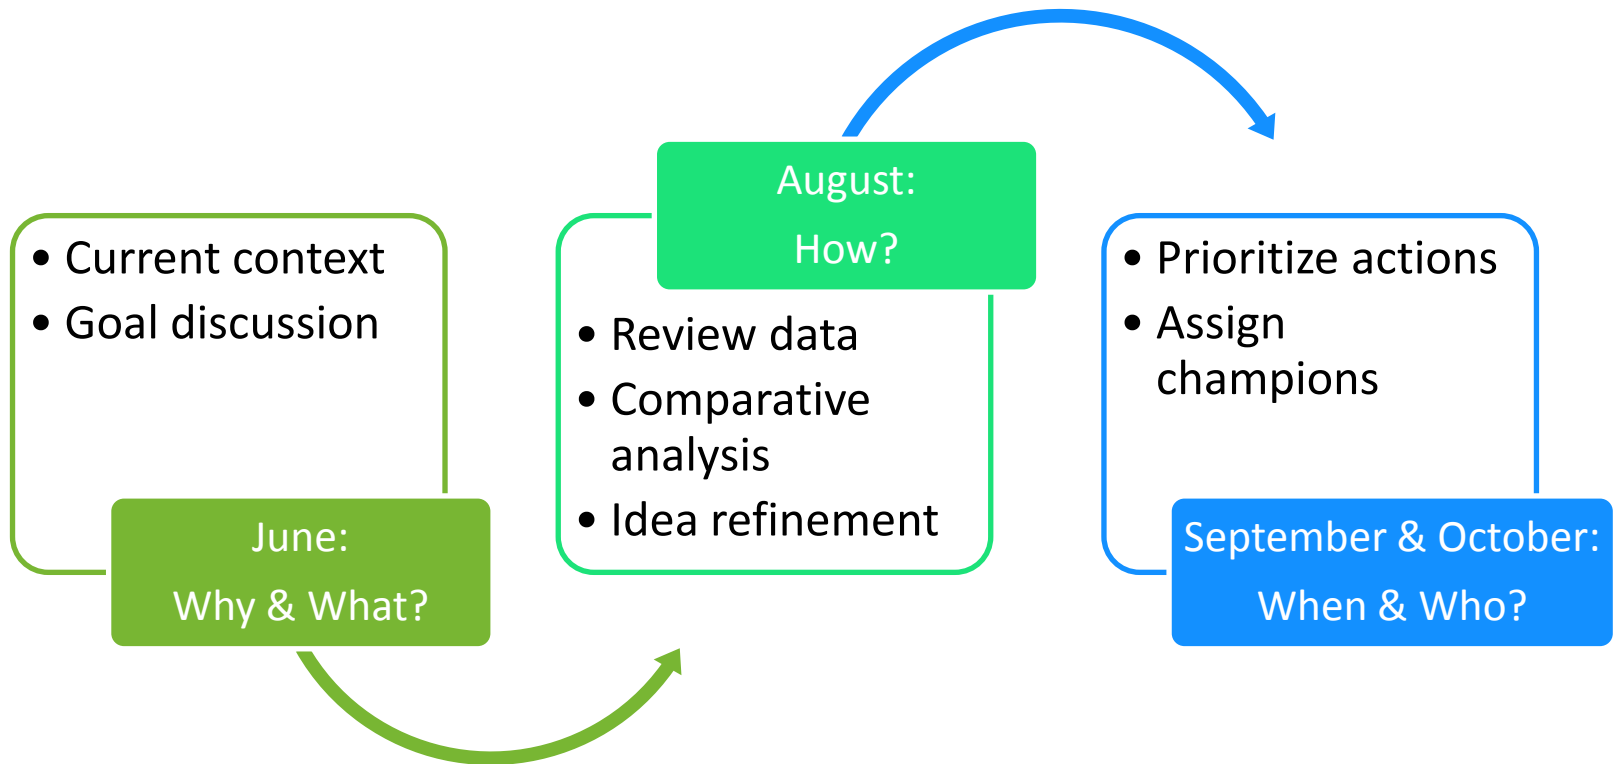 • Current context
• Goal discussion
June:
Why & What?
August:
How?
• Review data
• Comparative
analysis
• Idea refinement
• Prioritize actions
• Assign
champions
September & October:
When & Who?